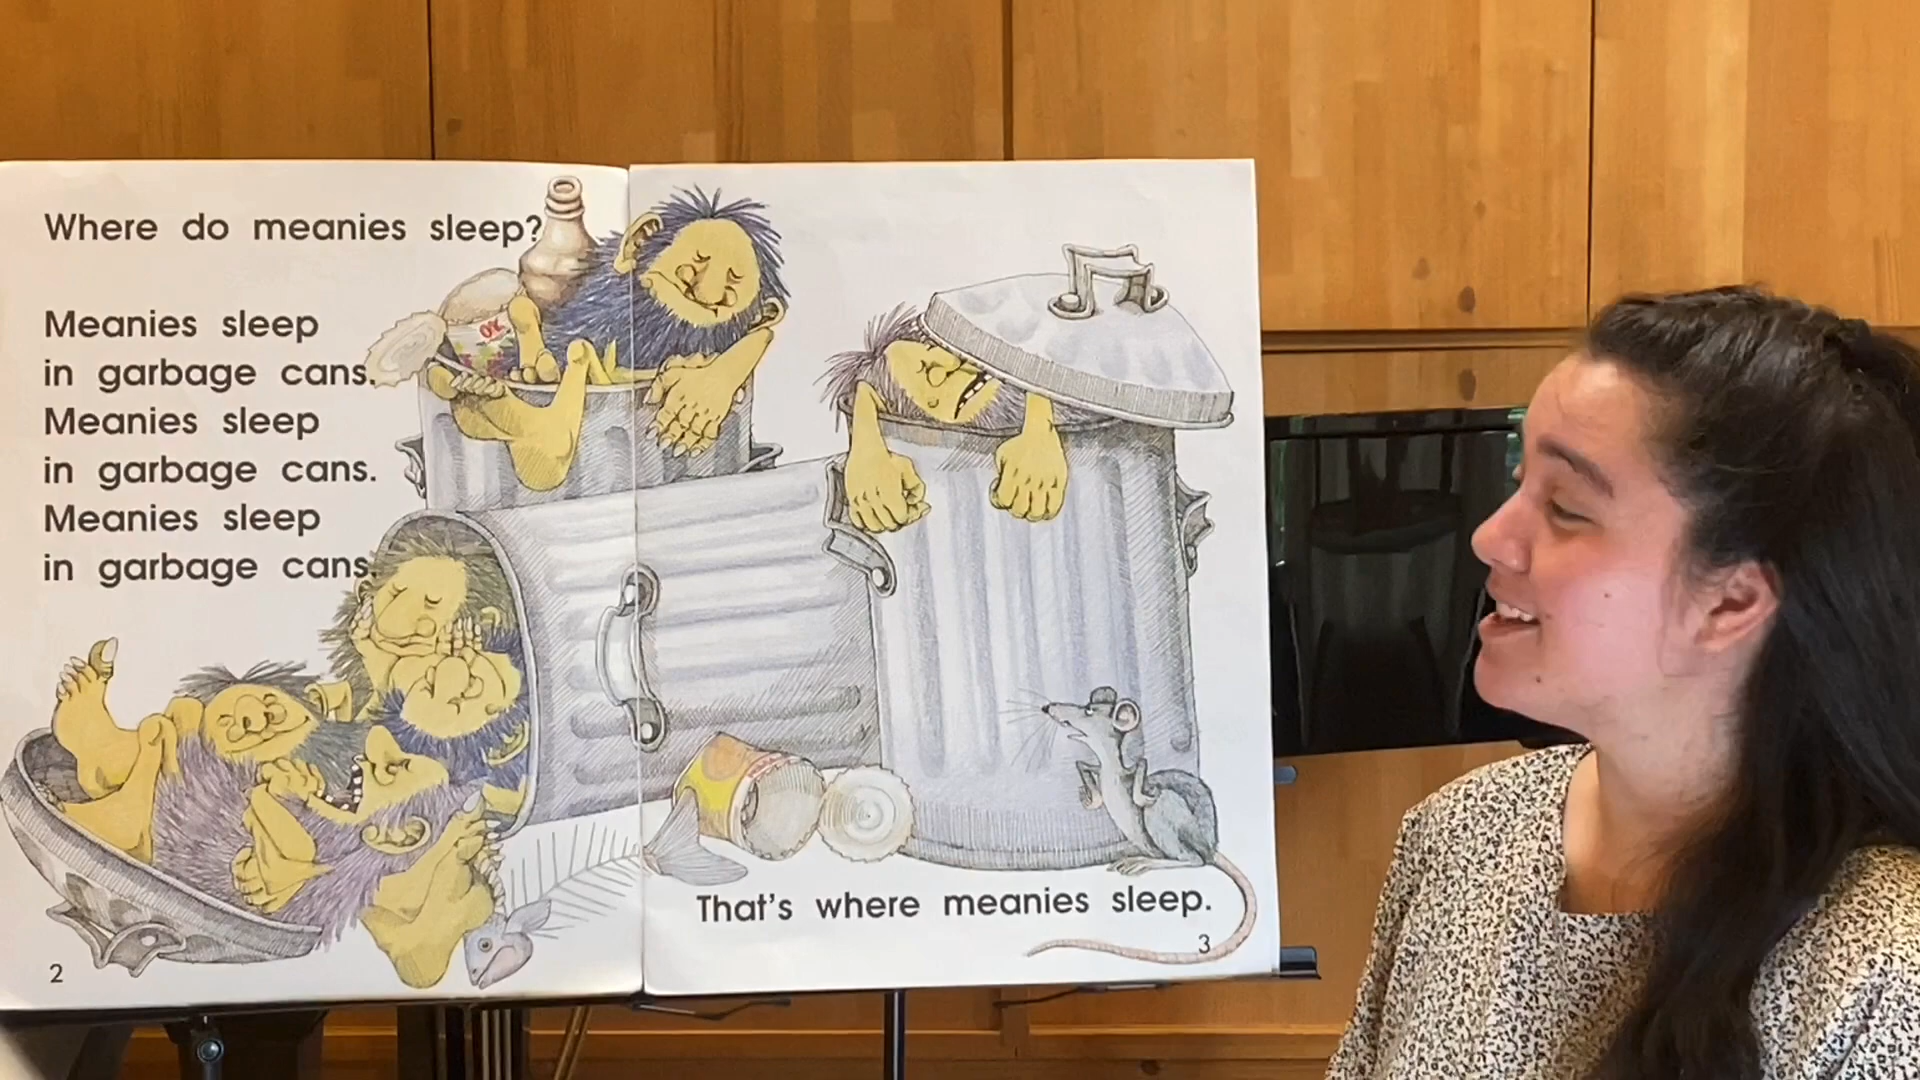 Where do meanies sleep?
Meanies sleep
in garbage cans.
Meanies sleep
in garbage cans.
Meanies sleep
in garbage cans.
2
That's where meanies sleep.
3